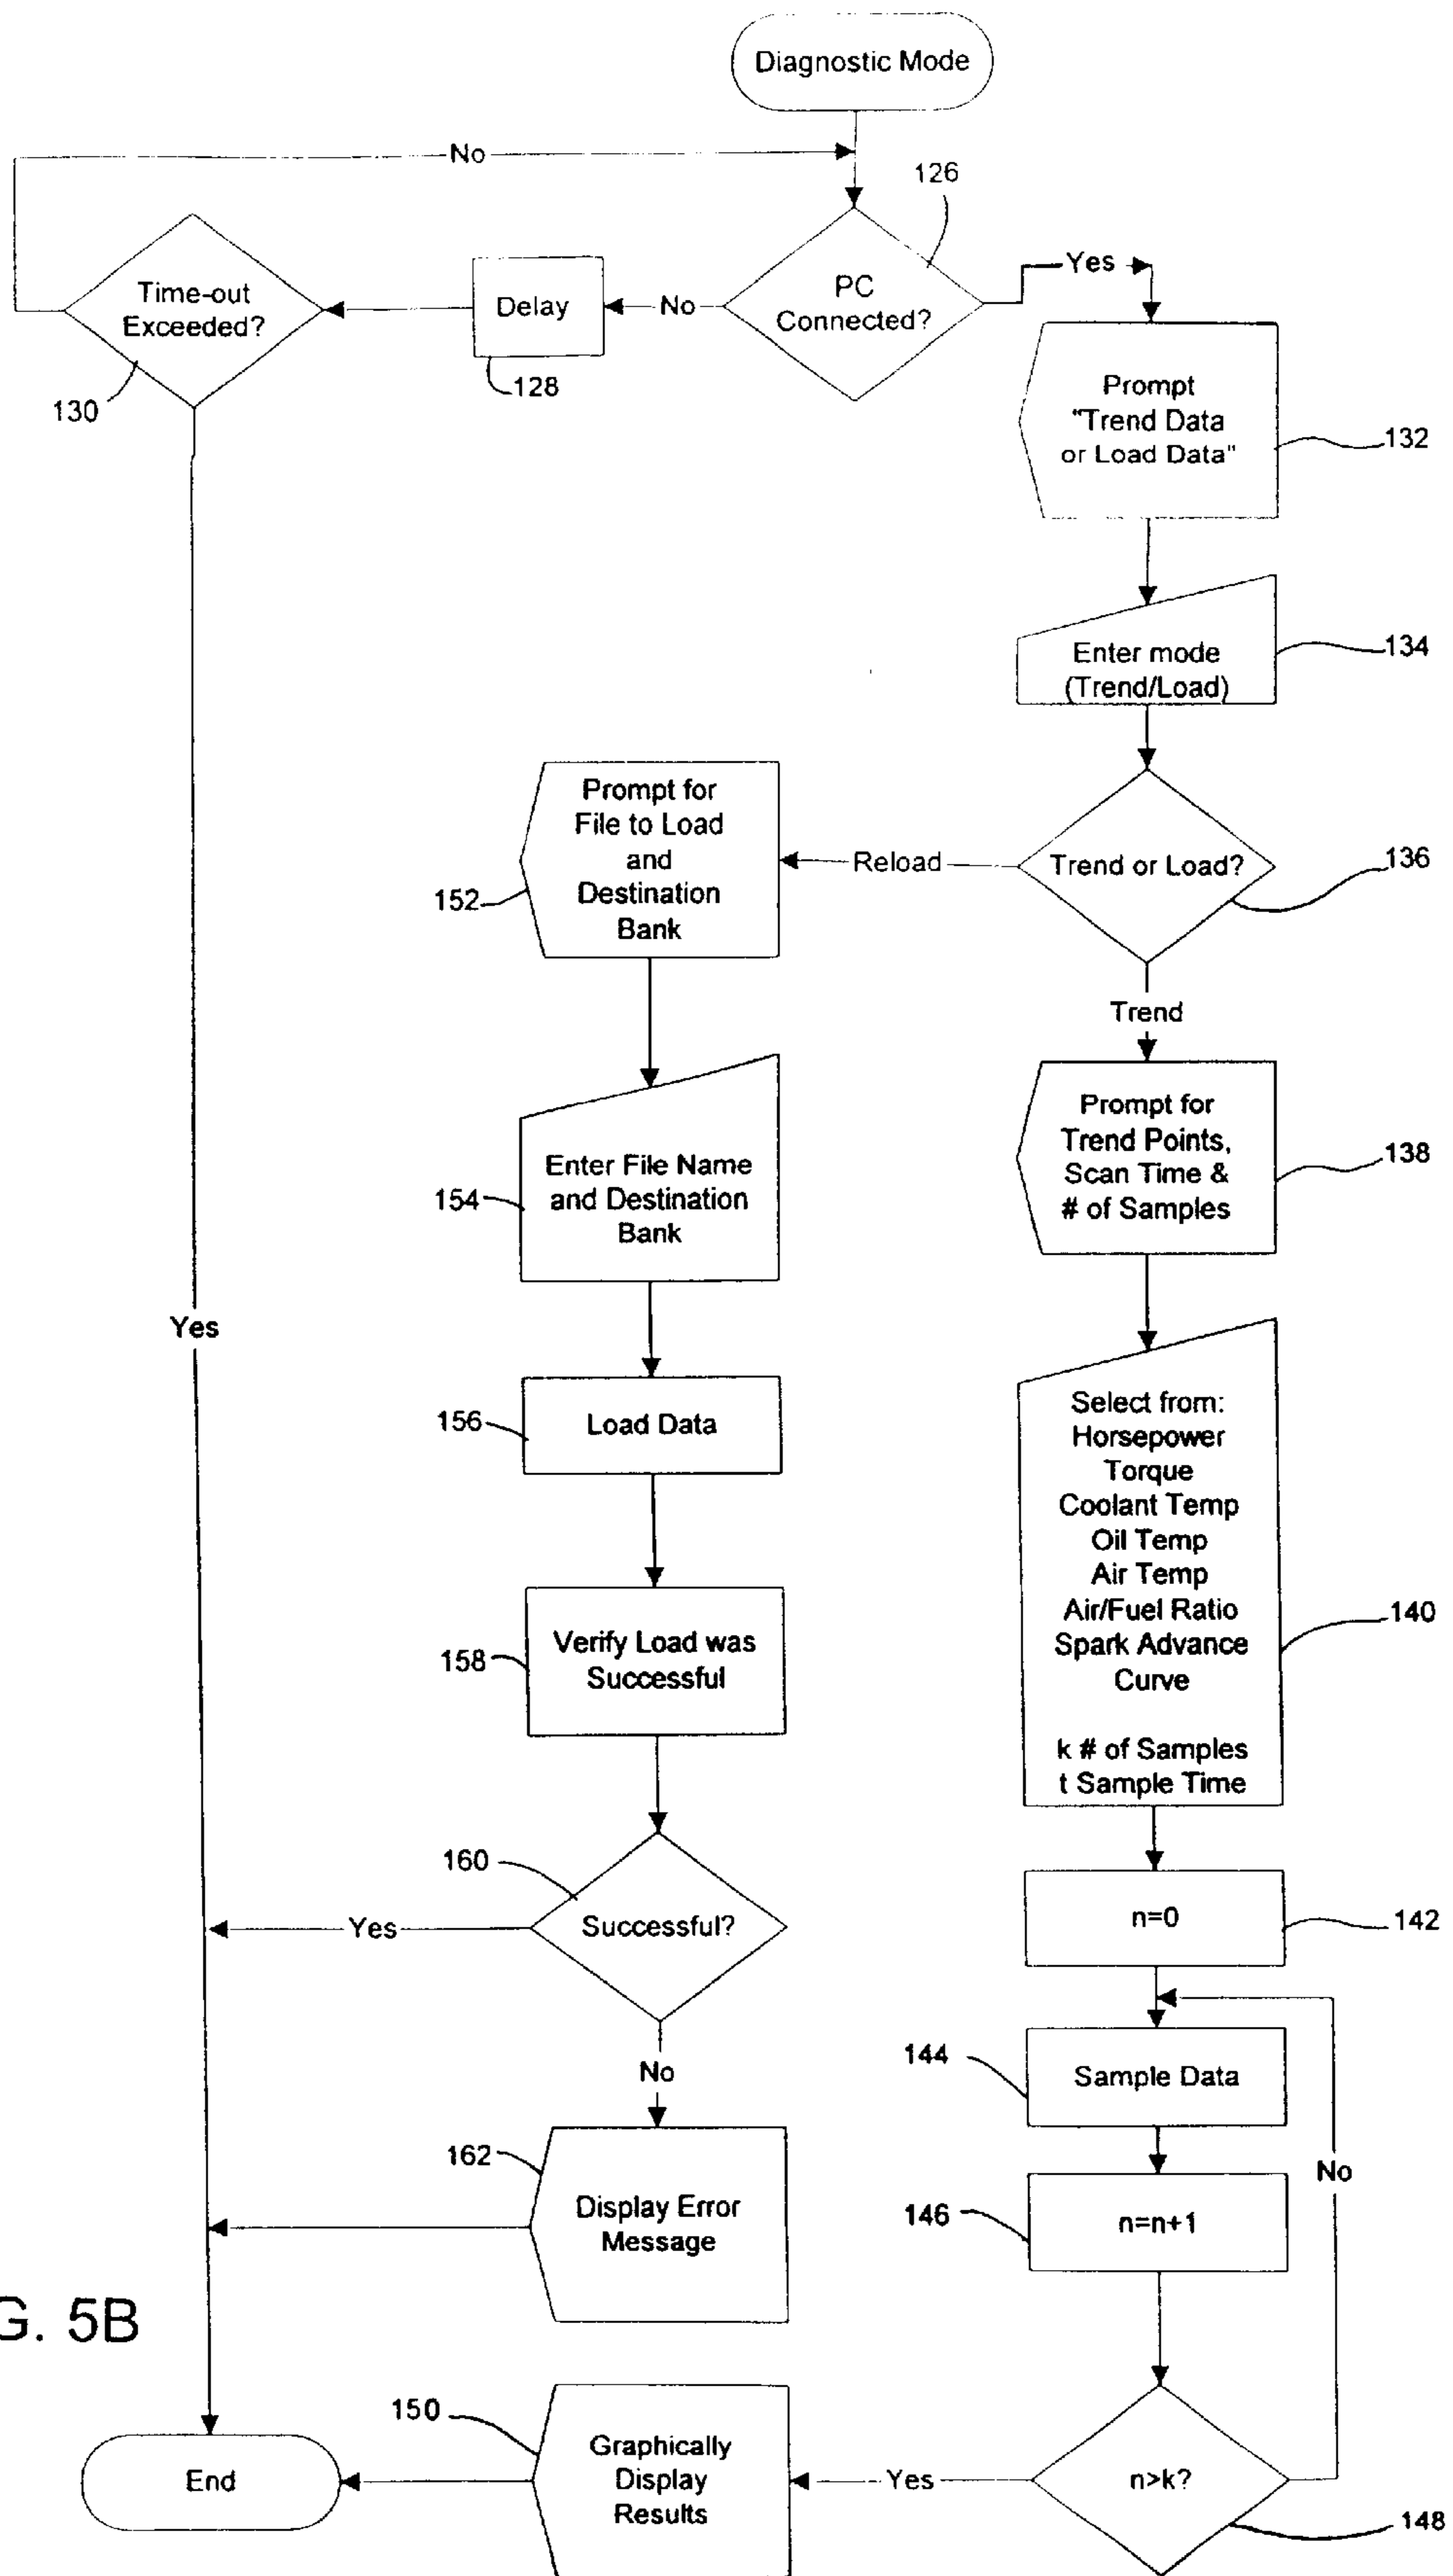 Diagnostic Mode
No
126
Yes
PC
Connected?
No
Delay
128
Time-out
Exceeded?
130
Prompt
"Trend Data
or Load Data"
132
Enter mode
(Trend/Load)
134
Trend or Load?
136
Reload
Prompt for
File to Load
and
Destination
Bank
152
Trend
Prompt for
Trend Points,
Scan Time &
# of Samples
138
Enter File Name
and Destination
Bank
154
Yes
Select from:
Horsepower
Torque
Coolant Temp
Oil Temp
Air Temp
Air/Fuel Ratio
Spark Advance
Curve
k # of Samples
t Sample Time
140
Load Data
156
Verify Load was
Successful
158
160
Successful?
Yes
n=0
142
No
144
Sample Data
No
162
Display Error
Message
146
n=n+1
G. 5B
150
Graphically
Display
Results
Yes
n>k?
148
End